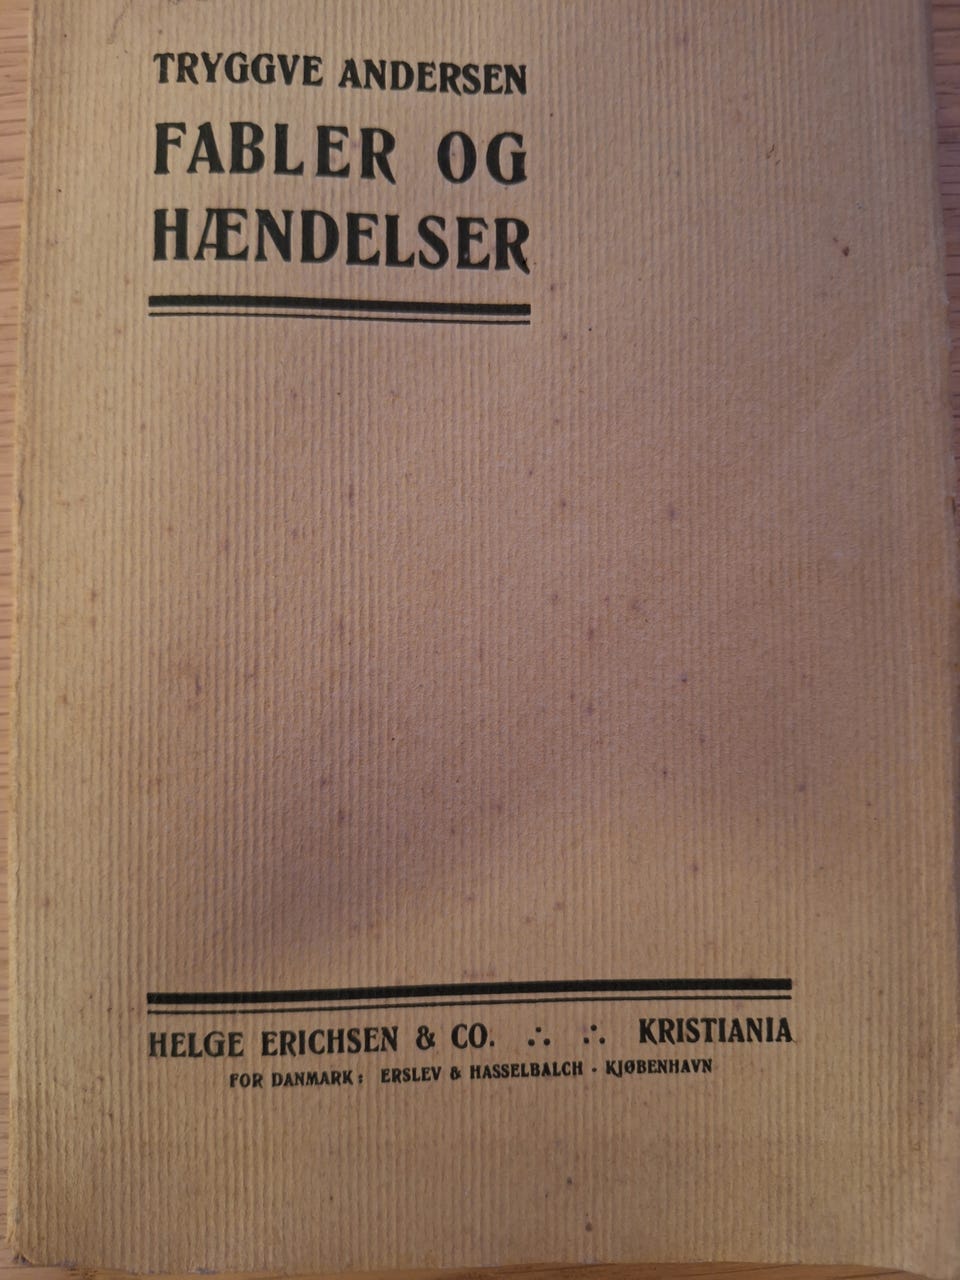 TRYGGVE ANDERSEN
FABLER OG
HÆNDELSER
HELGE ERICHSEN & CO. ∴ ∴ KRISTIANIA
FOR DANMARK: ERSLEV & HASSELBALCH - KJØBENHAVN